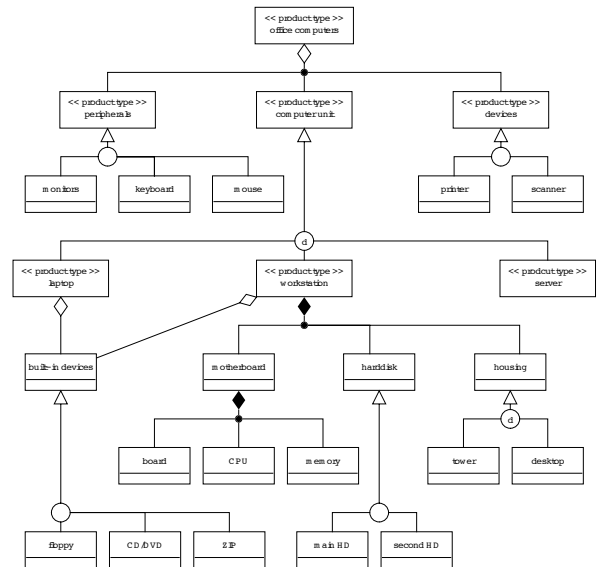 << producttype >>
office computers
<< producttype >>
peripherals
<< producttype >>
computer unit
<< producttype >>
devices
monitors
keyboard
mouse
printer
scanner
d
<< producttype >>
laptop
<< producttype >>
workstation
<< producttype >>
server
built-in devices
motherboard
harddisk
housing
d
board
CPU
memory
tower
desktop
floppy
CD/DVD
ZIP
main HD
second HD